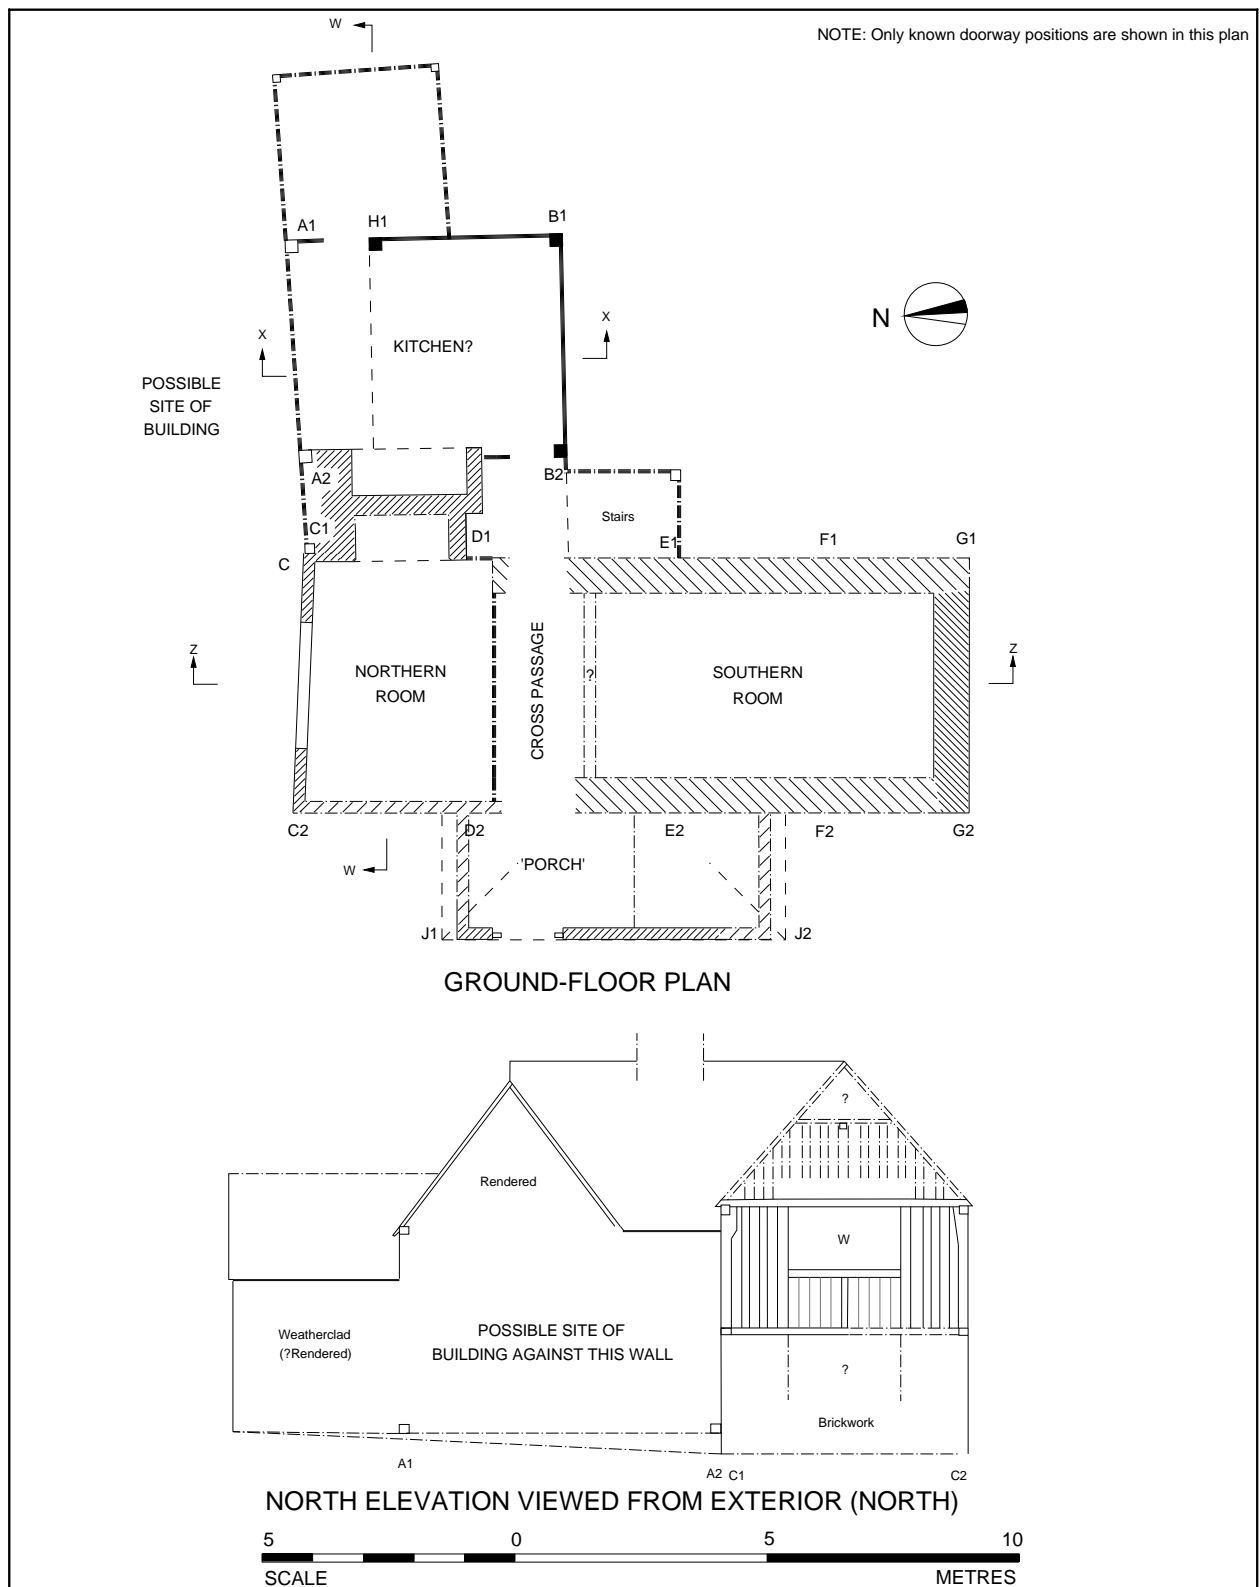 W
NOTE: Only known doorway positions are shown in this plan
A1
H1
B1
N
X
X
KITCHEN?
POSSIBLE
SITE OF
BUILDING
A2
B2
Stairs
C1
D1
E1
F1
G1
C
CROSS PASSAGE
Z
Z
NORTHERN
ROOM
?
SOUTHERN
ROOM
C2
D2
E2
F2
G2
W
'PORCH'
J1
J2
GROUND-FLOOR PLAN
?
Rendered
W
Weatherclad
(?Rendered)
POSSIBLE SITE OF
BUILDING AGAINST THIS WALL
?
Brickwork
A1
A2
C1
C2
NORTH ELEVATION VIEWED FROM EXTERIOR (NORTH)
5
0
5
10
SCALE
METRES